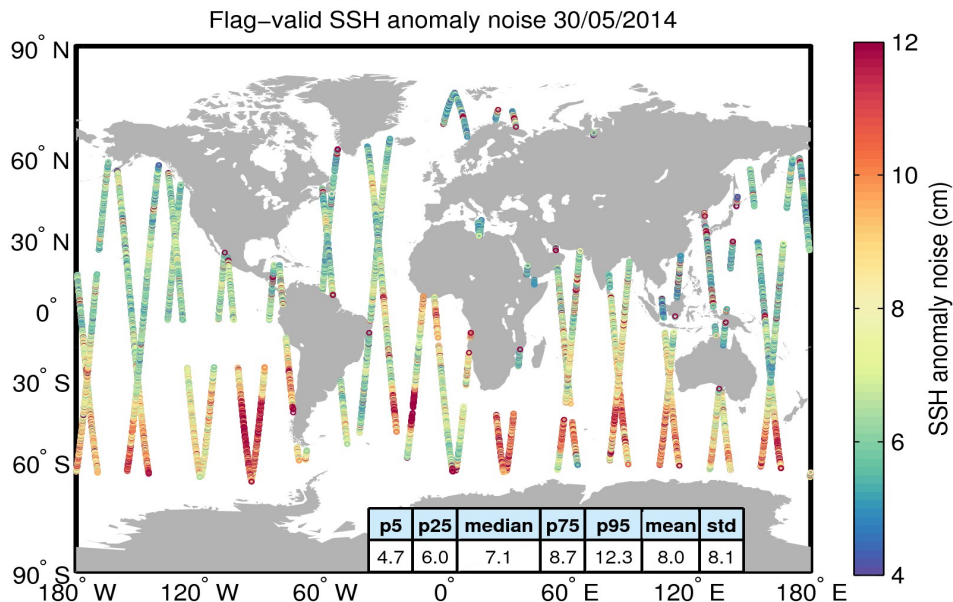 Flag−valid SSH anomaly noise 30/05/2014
90° N
60° N
30° N
0°
30° S
60° S
90° S
180° W
120° W
60° W
0°
60° E
120° E
180° E
p5 p25 median p75 p95 mean std
4.7 6.0 7.1 8.7 12.3 8.0 8.1
12
10
8
6
4
SSH anomaly noise (cm)